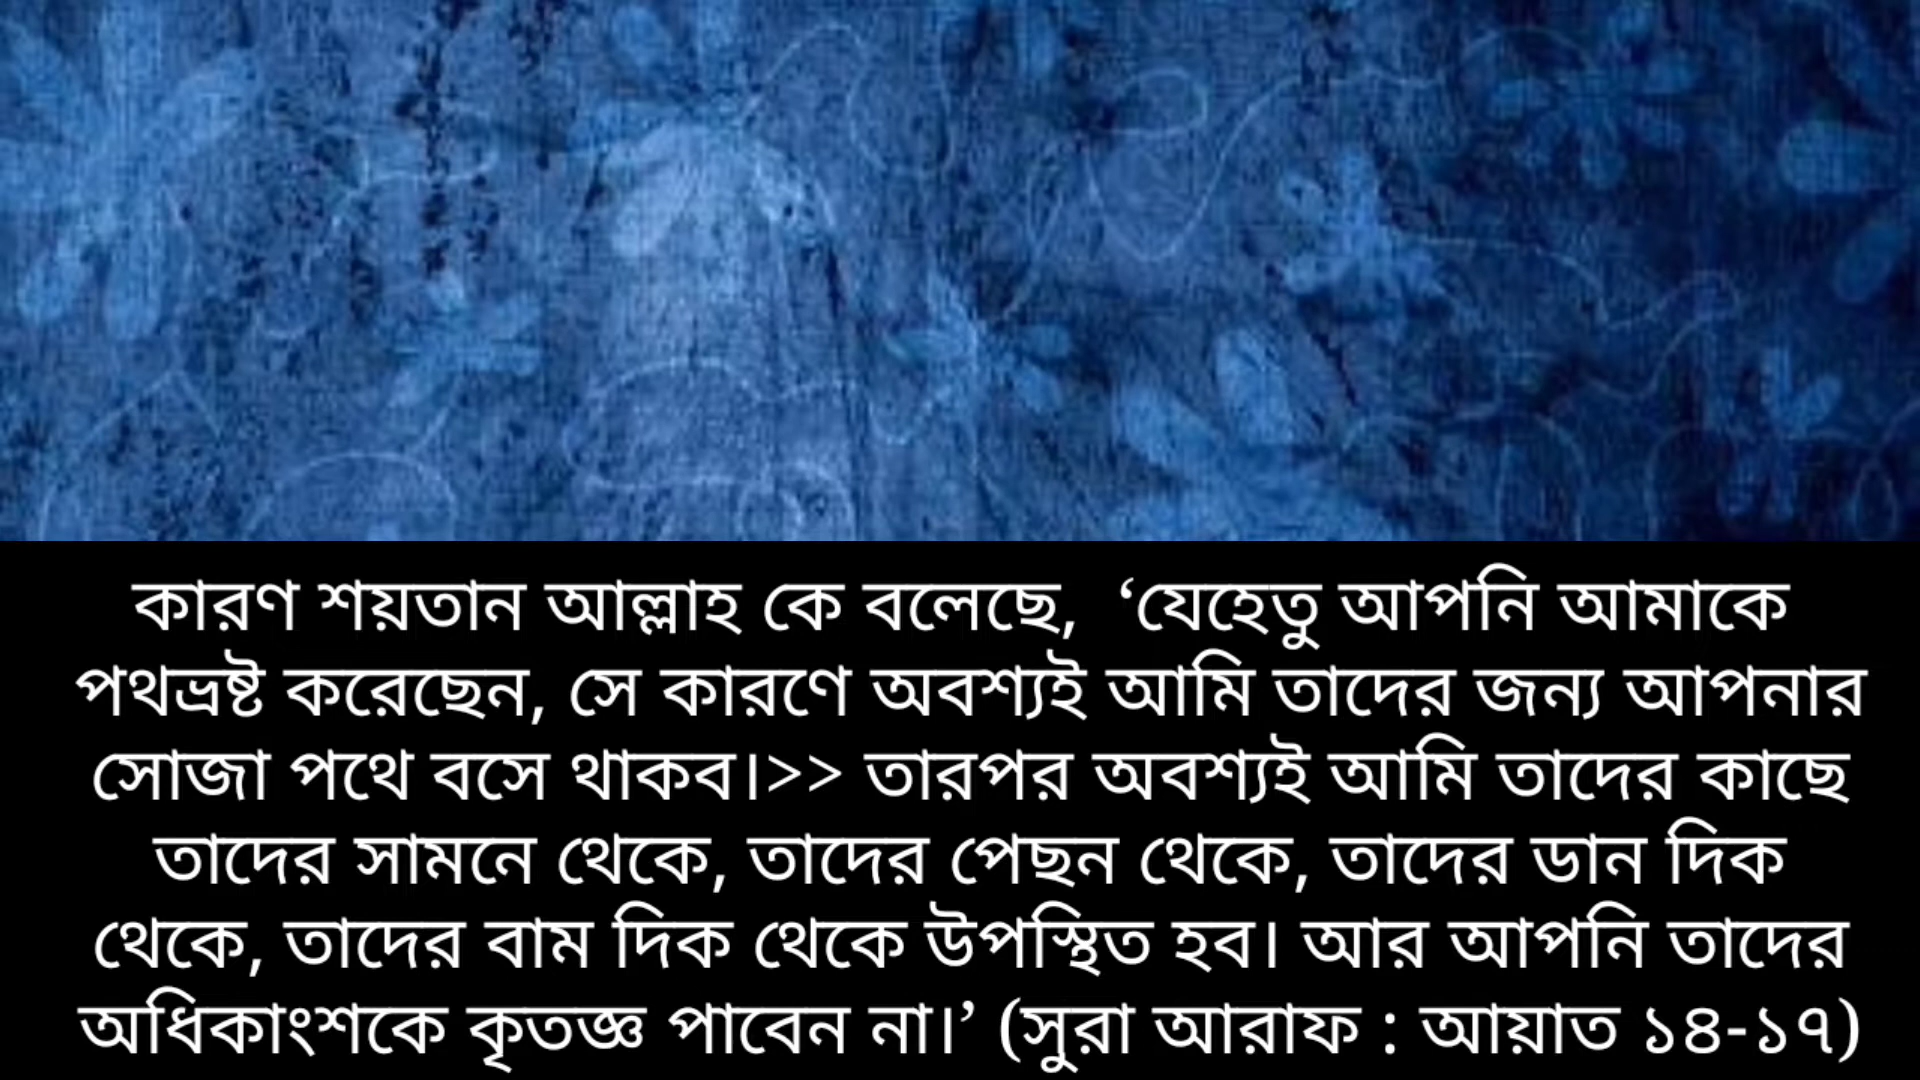 কারণ শয়তান আল্লাহ কে বলেছে,  ‘যেহেতু আপনি আমাকে
পথভ্রষ্ট করেছেন, সে কারণে অবশ্যই আমি তাদের জন্য আপনার
সোজা পথে বসে থাকব।>> তারপর অবশ্যই আমি তাদের কাছে
তাদের সামনে থেকে, তাদের পেছন থেকে, তাদের ডান দিক
থেকে, তাদের বাম দিক থেকে উপস্থিত হব। আর আপনি তাদের
অধিকাংশকে কৃতজ্ঞ পাবেন না।’ (সুরা আরাফ : আয়াত ১৪-১৭)